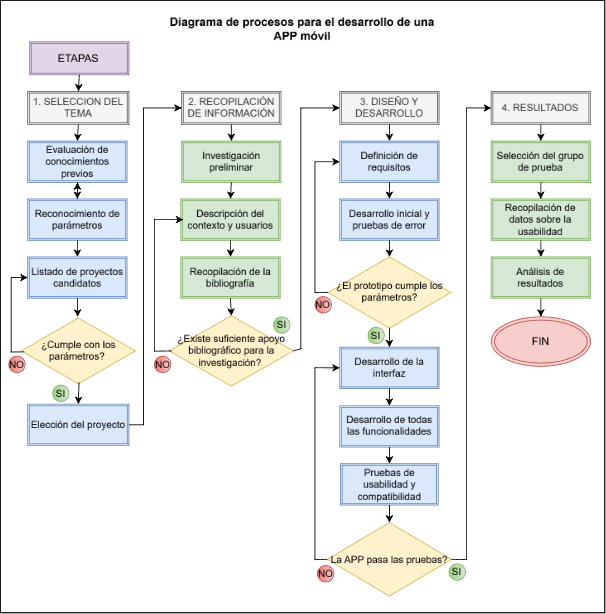 Diagrama de procesos para el desarrollo de una
APP móvil
ETAPAS
1. SELECCION DEL
TEMA
Evaluación de
conocimientos
previos
Reconocimiento de
parámetros
Listado de proyectos
candidatos
¿Cumple con los
parámetros?
NO
SI
Elección del proyecto
2. RECOPILACIÓN
DE INFORMACIÓN
Investigación
preliminar
Descripción del
contexto y usuarios
Recopilación de la
bibliografía
SI
¿Existe suficiente apoyo
bibliográfico para la
investigación?
NO
3. DISEÑO Y
DESARROLLO
Definición de
requisitos
Desarrollo inicial y
pruebas de error
¿El prototipo cumple los
parámetros?
NO
SI
Desarrollo de la
interfaz
Desarrollo de todas
las funcionalidades
Pruebas de
usabilidad y
compatibilidad
La APP pasa las pruebas?
NO
SI
4. RESULTADOS
Selección del grupo
de prueba
Recopilación de
datos sobre la
usabilidad
Análisis de
resultados
FIN